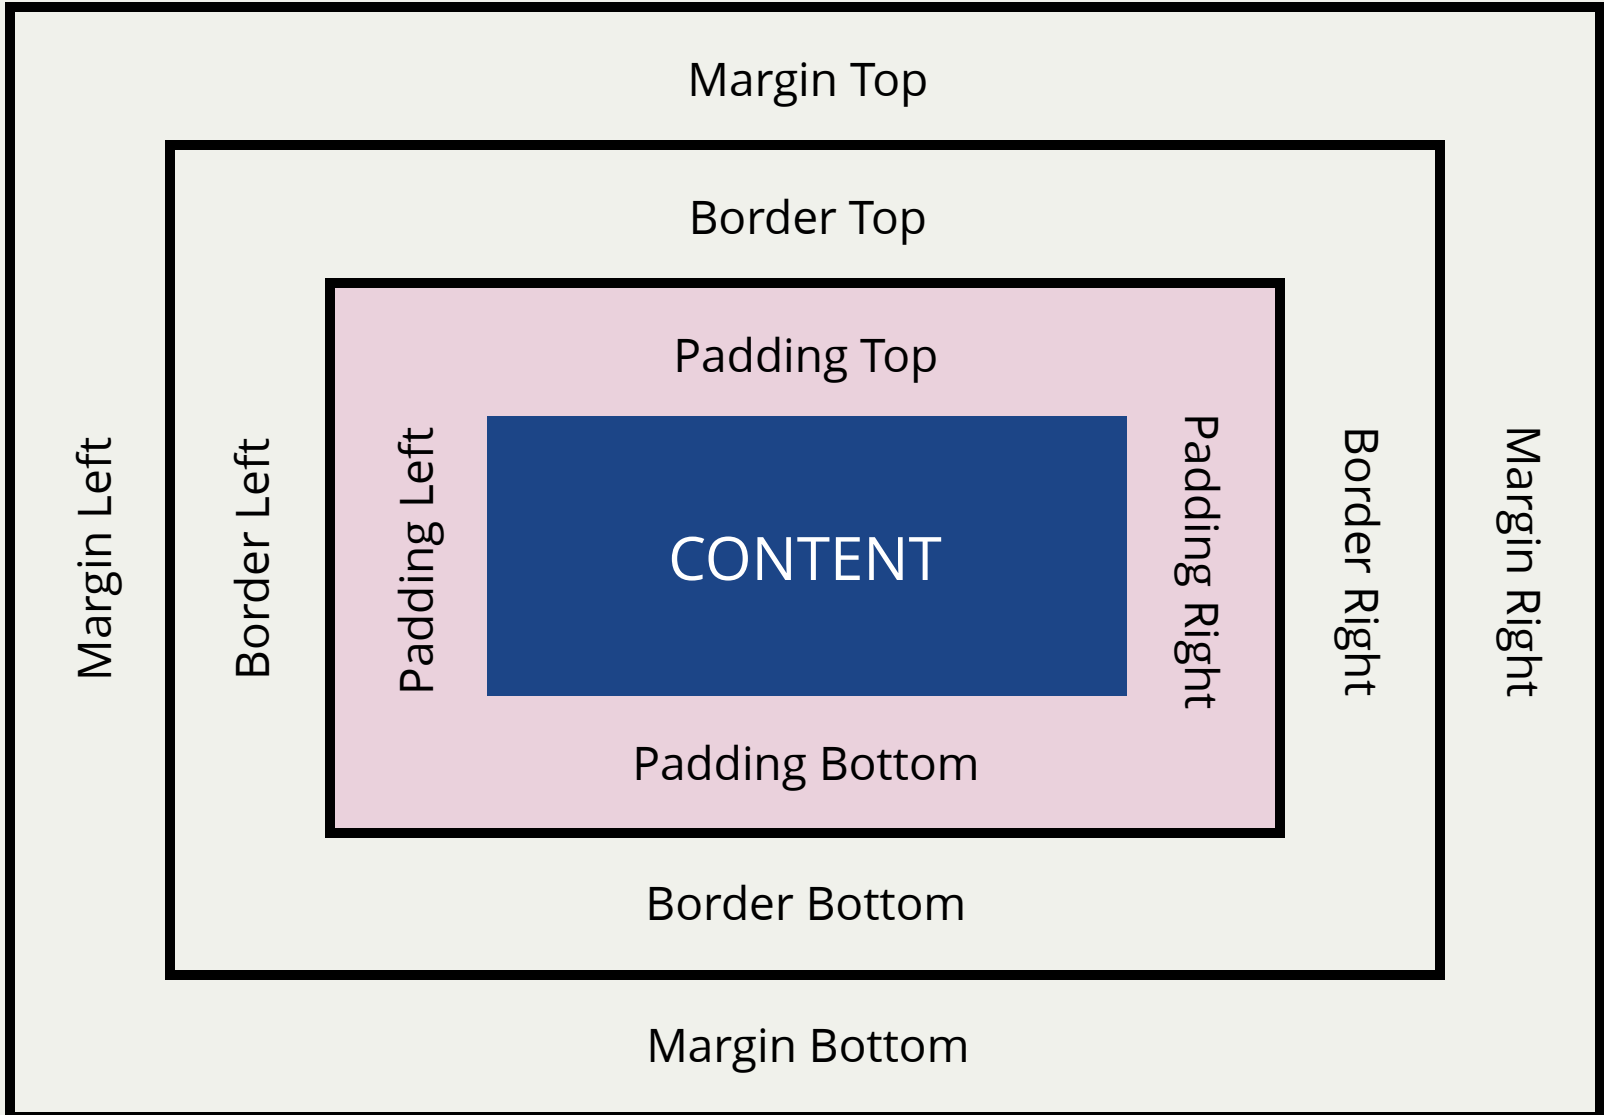 Margin Top
Border Top
Padding Top
Margin Left
Border Left
Padding Left
CONTENT
Padding Right
Border Right
Margin Right
Padding Bottom
Border Bottom
Margin Bottom